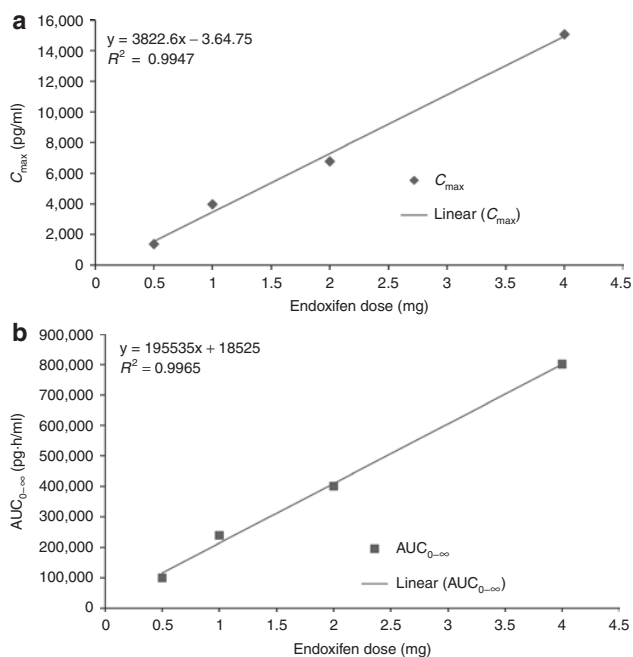 a
16,000
14,000
12,000
10,000
8,000
6,000
4,000
2,000
0
y = 3822.6x – 3.64.75
R² = 0.9947
Cmax (pg/ml)
Cmax
Linear (Cmax)
0 0.5 1 1.5 2 2.5 3 3.5 4 4.5
Endoxifen dose (mg)
b
900,000
800,000
700,000
600,000
500,000
400,000
300,000
200,000
100,000
0
y = 195535x + 18525
R² = 0.9965
AUC0–∞ (pg·h/ml)
AUC0–∞
Linear (AUC0–∞)
0 0.5 1 1.5 2 2.5 3 3.5 4 4.5
Endoxifen dose (mg)